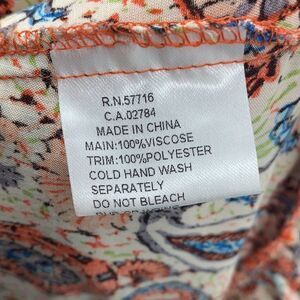 R.N.57716
C.A.02784
MADE IN CHINA
MAIN:100%VISCOSE
TRIM:100%POLYESTER
COLD HAND WASH
SEPARATELY
DO NOT BLEACH